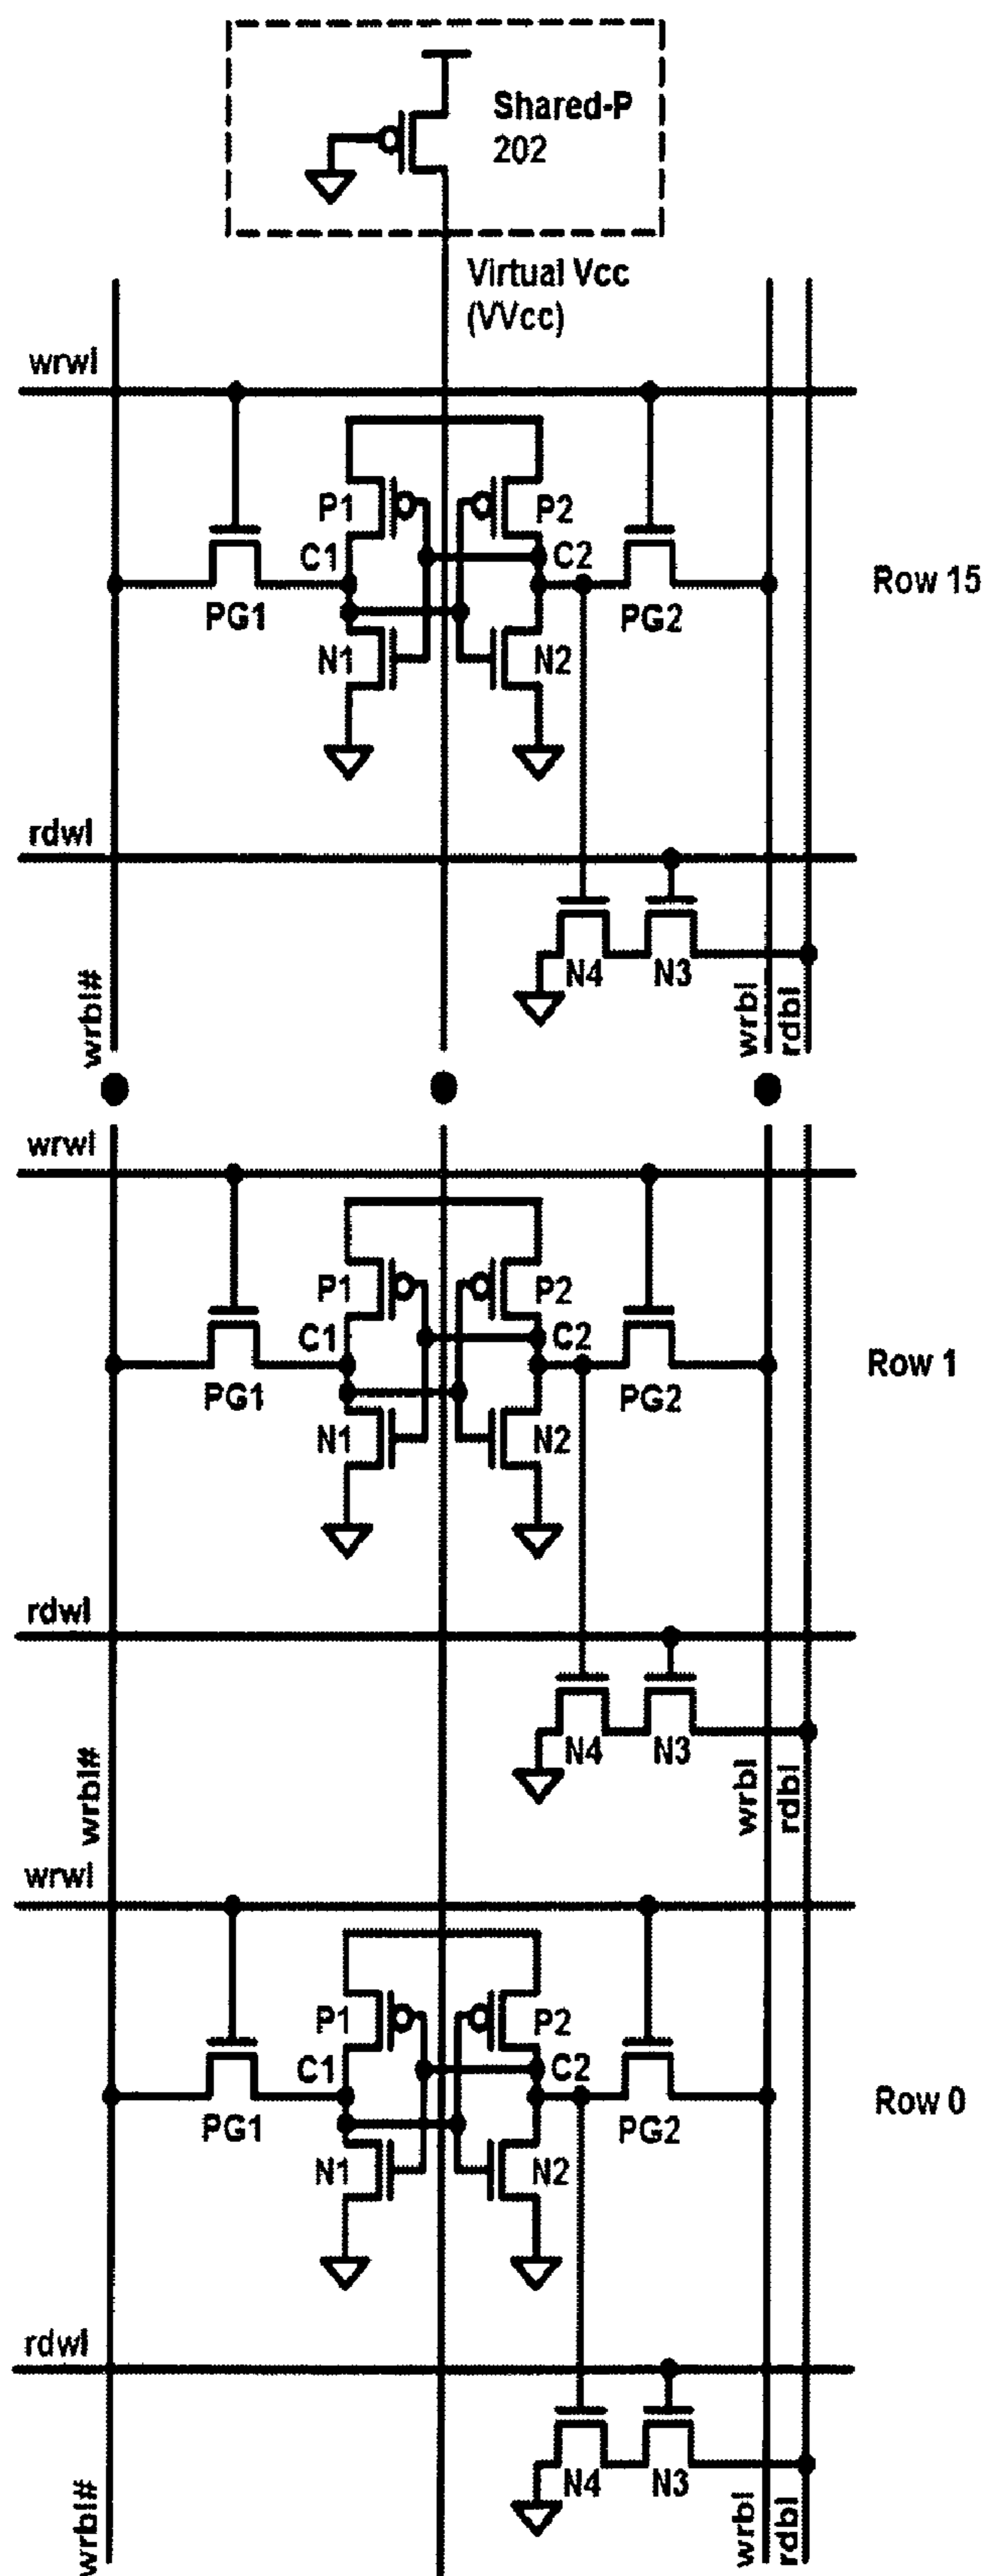 Shared-P
202
Virtual Vcc
(VVcc)
wrwl
P1
P2
C1
C2
PG1
PG2
Row 15
N1
N2
rdwl
N4
N3
wrbl#
wrbl
rdbl
wrwl
P1
P2
C1
C2
PG1
PG2
Row 1
N1
N2
rdwl
N4
N3
wrbl#
wrbl
rdbl
wrwl
P1
P2
C1
C2
PG1
PG2
Row 0
N1
N2
rdwl
N4
N3
wrbl#
wrbl
rdbl